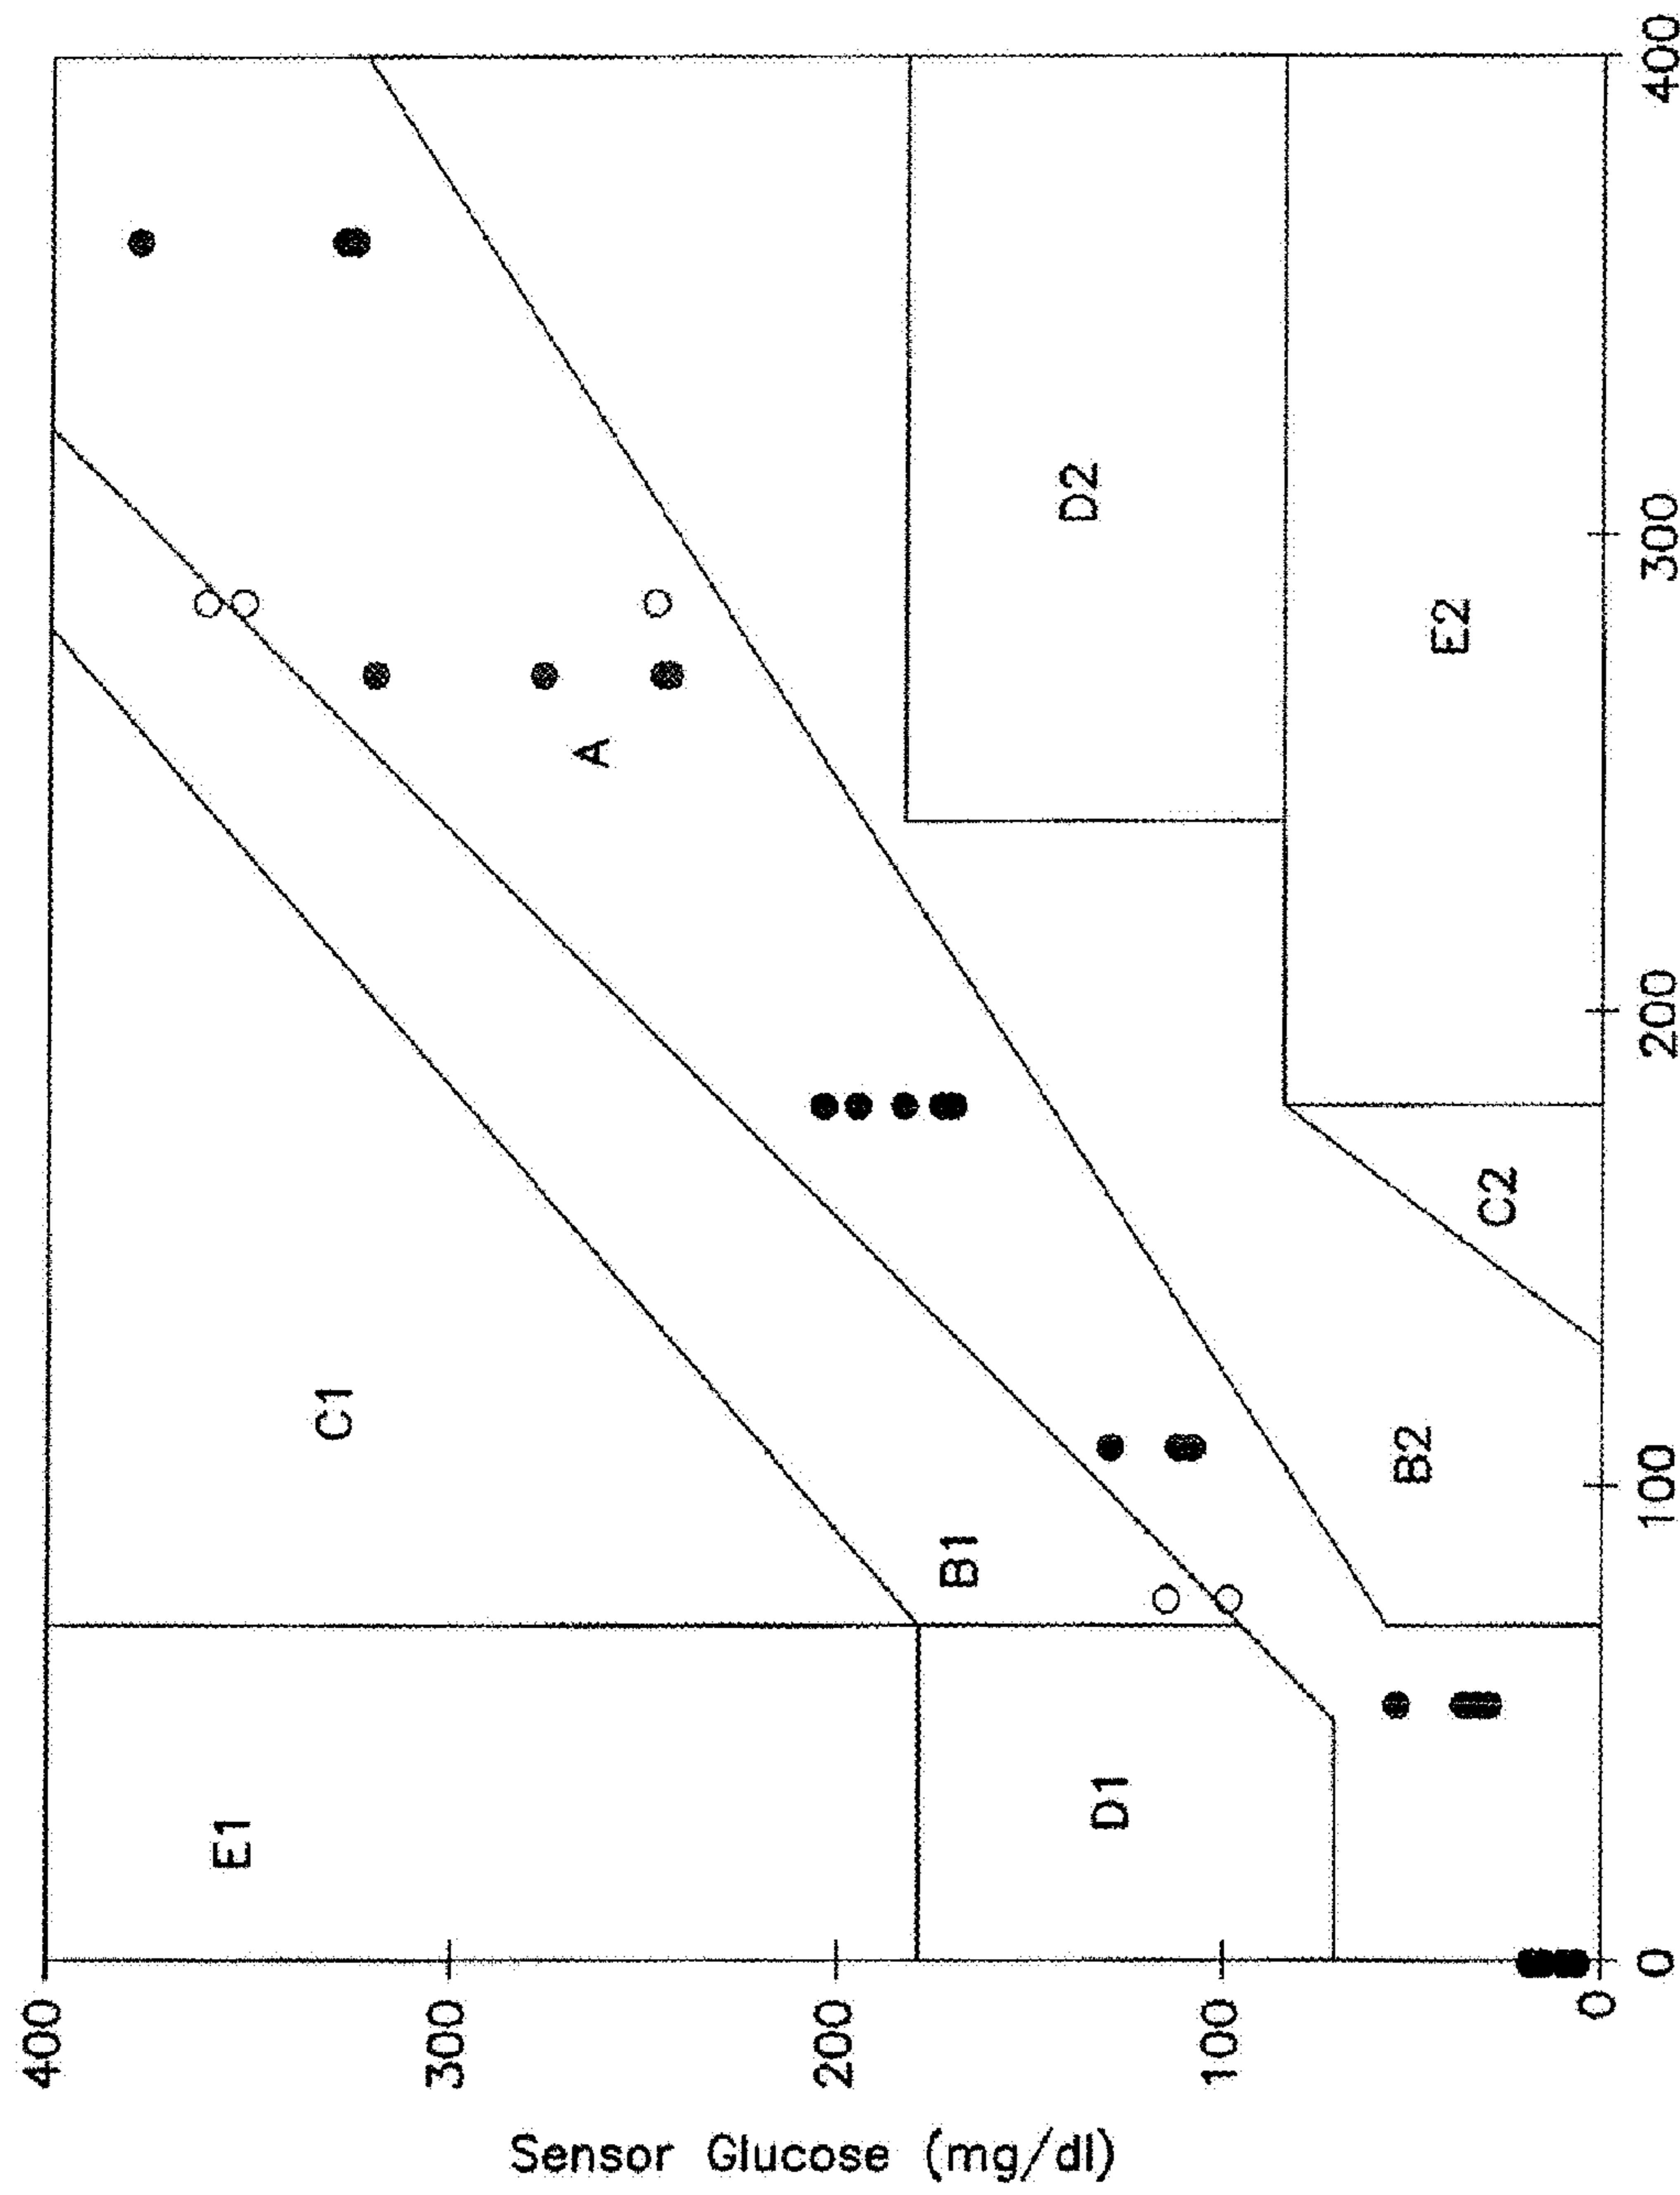 400
300
200
100
0
Sensor Glucose (mg/dl)
0
100
200
300
400
E1
C1
D1
B1
A
B2
C2
D2
E2